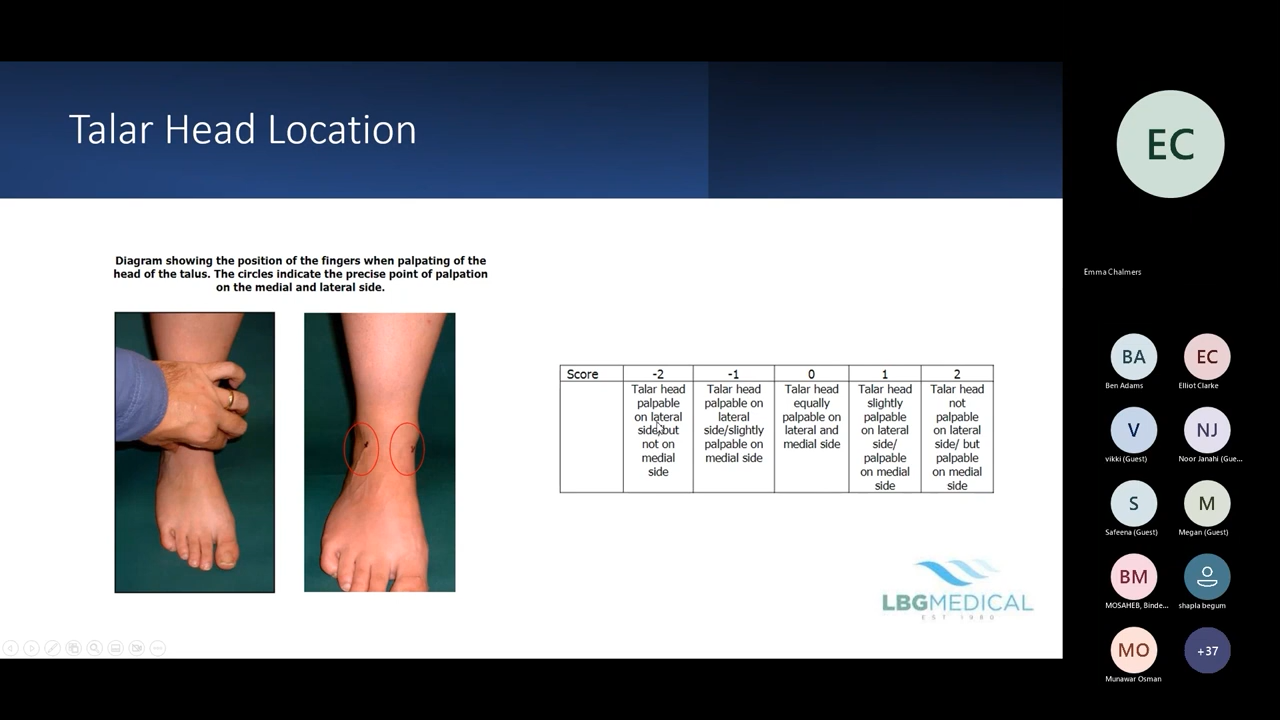 Talar Head Location
Diagram showing the position of the fingers when palpating of the
head of the talus. The circles indicate the precise point of palpation
on the medial and lateral side.
Score -2 -1 0 1 2
Talar head
palpable
on lateral
side/but
not on
medial
side
Talar head
palpable on
lateral
side/slightly
palpable on
medial side
Talar head
equally
palpable on
lateral and
medial side
Talar head
slightly
palpable
on lateral
side/
palpable
on medial
side
Talar head
not
palpable
on lateral
side/ but
palpable
on medial
side
LBGMEDICAL
EST 1980
EC
Emma Chalmers
BA
Ben Adams
EC
Elliot Clarke
V
vikki (Guest)
NJ
Noor Janahi (Gue...
S
Safeena (Guest)
M
Megan (Guest)
BM
MOSAHEB, Binde...
shapla begum
MO
Munawar Osman
+37